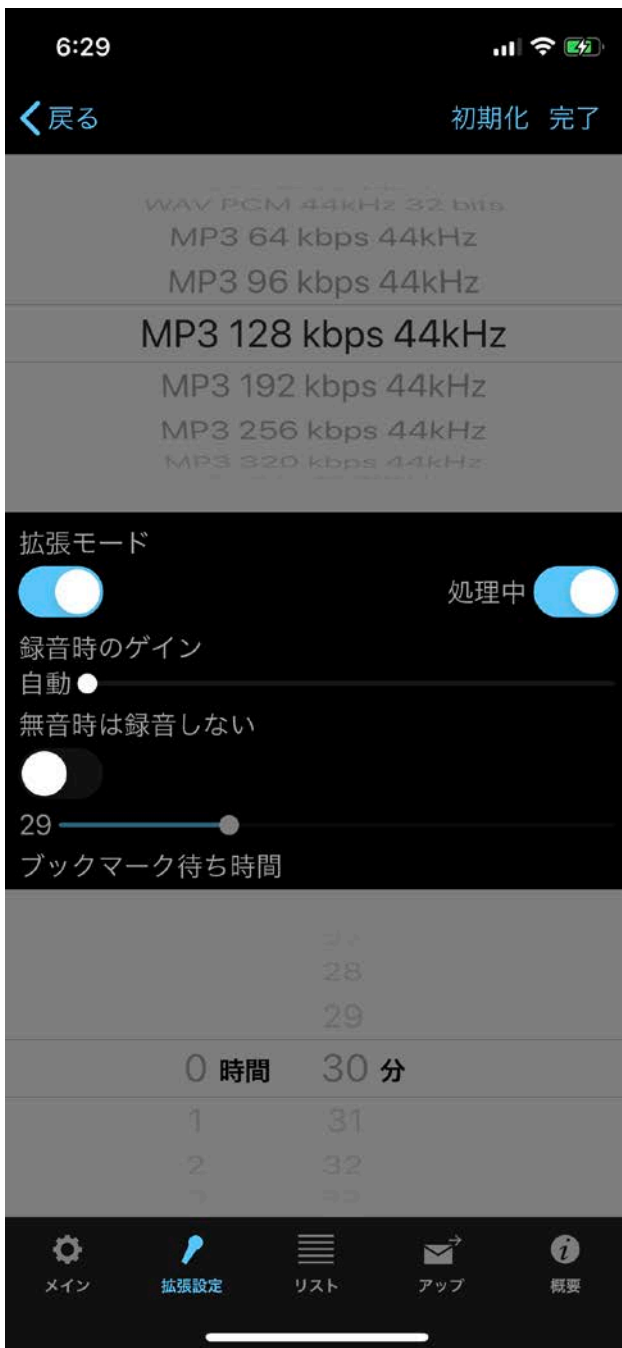 6:29
戻る
初期化 完了
WAV PCM 44kHz 32 bits
MP3 64 kbps 44kHz
MP3 96 kbps 44kHz
MP3 128 kbps 44kHz
MP3 192 kbps 44kHz
MP3 256 kbps 44kHz
MP3 320 kbps 44kHz
拡張モード
処理中
録音時のゲイン
自動
無音時は録音しない
29
ブックマーク待ち時間
28
29
0 時間 30 分
1 31
2 32
メイン 拡張設定 リスト アップ 概要